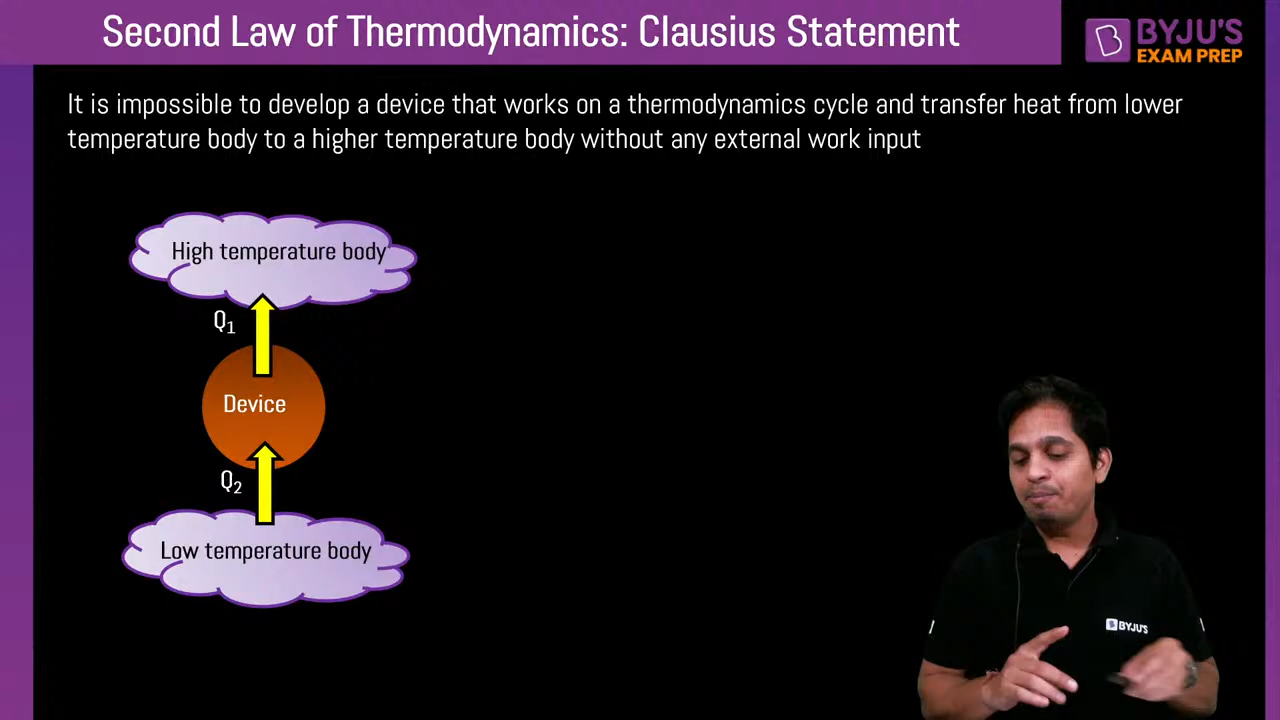 Second Law of Thermodynamics: Clausius Statement
BYJU'S
EXAM PREP
It is impossible to develop a device that works on a thermodynamics cycle and transfer heat from lower
temperature body to a higher temperature body without any external work input
High temperature body
Q₁
Device
Q₂
Low temperature body
BYJU'S